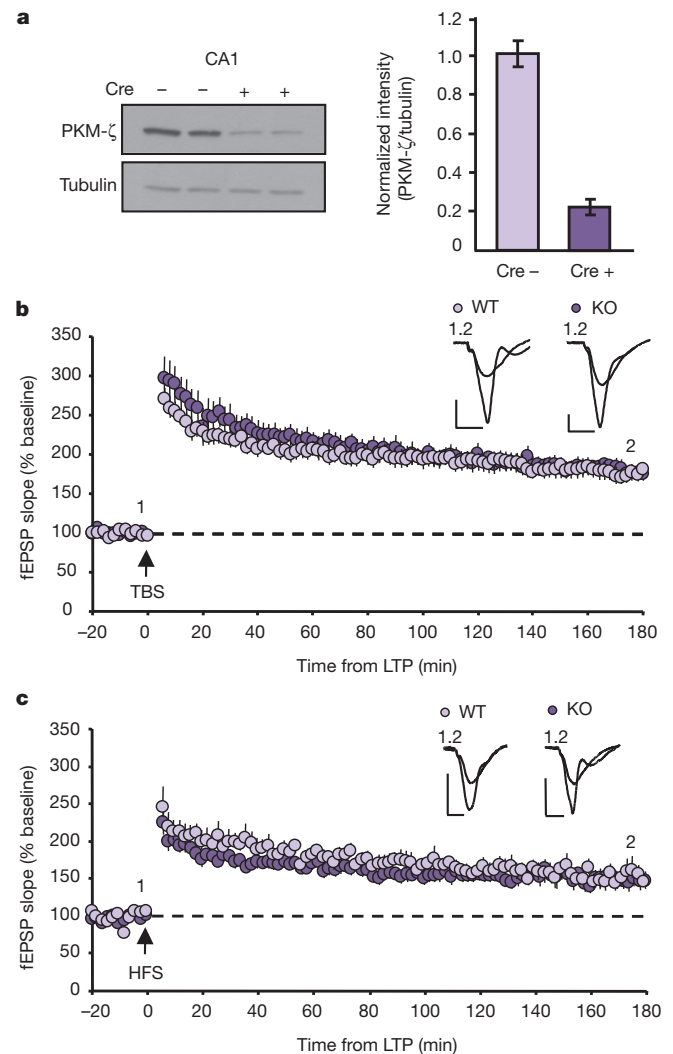 a
CA1
Cre – – + +
PKM-ζ
Tubulin
Normalized intensity
(PKM-ζ/tubulin)
1.2
1.0
0.8
0.6
0.4
0.2
0
Cre – Cre +
b
WT KO
1.2 1.2
fEPSP slope (% baseline)
350
300
250
200
150
100
50
0
1
2
TBS
–20 0 20 40 60 80 100 120 140 160 180
Time from LTP (min)
c
WT KO
1.2 1.2
fEPSP slope (% baseline)
350
300
250
200
150
100
50
0
1
2
HFS
–20 0 20 40 60 80 100 120 140 160 180
Time from LTP (min)